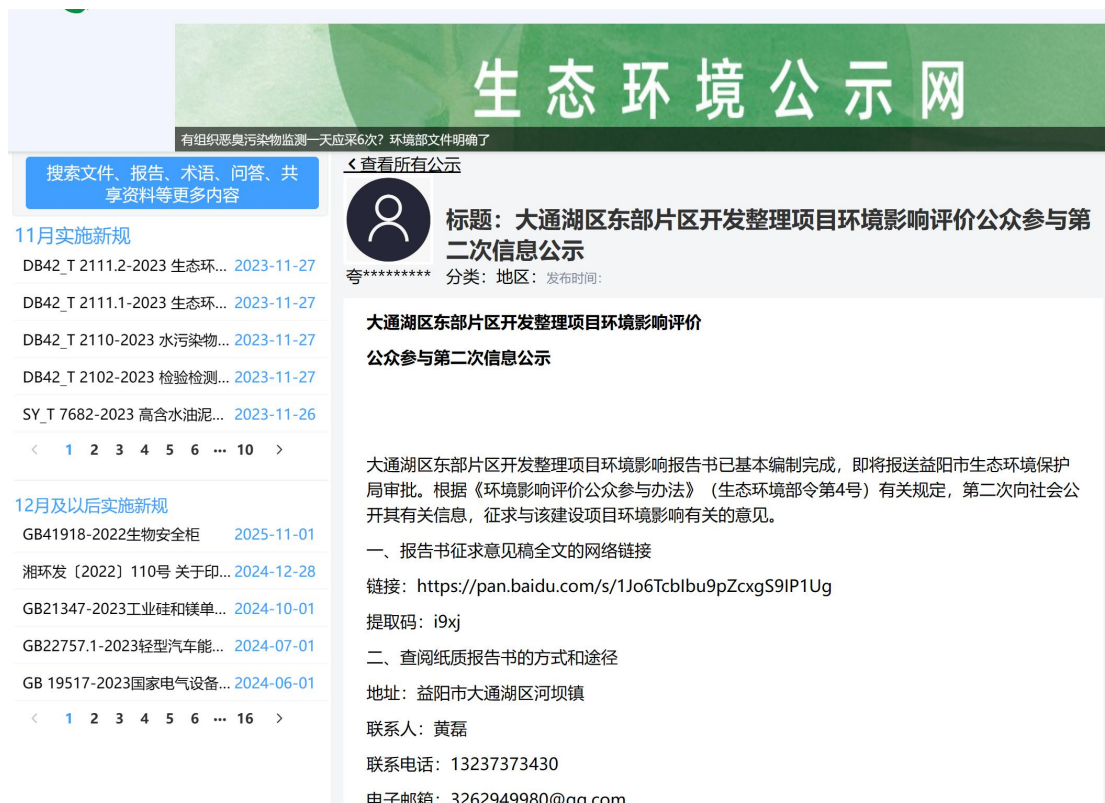 生态环境公示网
有组织恶臭污染物监测一天应采6次？环境部文件明确了
搜索文件、报告、术语、问答、共
享资料等更多内容
11月实施新规
DB42_T 2111.2-2023 生态环... 2023-11-27
DB42_T 2111.1-2023 生态环... 2023-11-27
DB42_T 2110-2023 水污染物... 2023-11-27
DB42_T 2102-2023 检验检测... 2023-11-27
SY_T 7682-2023 高含水油泥... 2023-11-26
< 1 2 3 4 5 6 ··· 10 >
12月及以后实施新规
GB41918-2022生物安全柜 2025-11-01
湘环发〔2022〕110号 关于印... 2024-12-28
GB21347-2023工业硅和镁单... 2024-10-01
GB22757.1-2023轻型汽车能... 2024-07-01
GB 19517-2023国家电气设备... 2024-06-01
< 1 2 3 4 5 6 ··· 16 >
<查看所有公示
标题：大通湖区东部片区开发整理项目环境影响评价公众参与第
二次信息公示
夸********* 分类：地区：发布时间:
大通湖区东部片区开发整理项目环境影响评价
公众参与第二次信息公示
大通湖区东部片区开发整理项目环境影响报告书已基本编制完成，即将报送益阳市生态环境保护
局审批。根据《环境影响评价公众参与办法》（生态环境部令第4号）有关规定，第二次向社会公
开其有关信息，征求与该建设项目环境影响有关的意见。
一、报告书征求意见稿全文的网络链接
链接：https://pan.baidu.com/s/1Jo6TcbIbu9pZcxgS9IP1Ug
提取码：i9xj
二、查阅纸质报告书的方式和途径
地址：益阳市大通湖区河坝镇
联系人：黄磊
联系电话：13237373430
电子邮箱：3262949980@qq.com